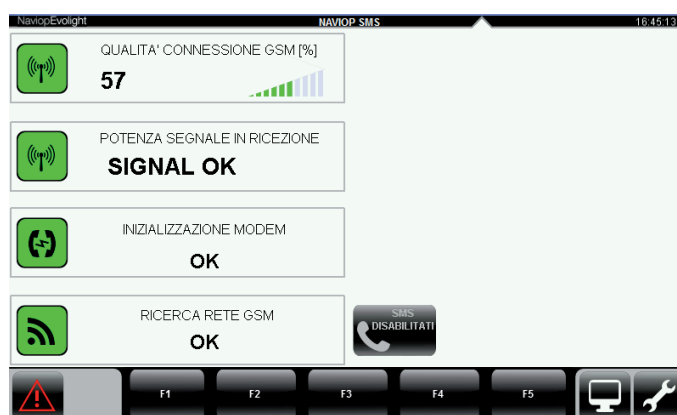 NaviopEvolight NAVIOP SMS 16:45:13
QUALITA' CONNESSIONE GSM [%]
57
POTENZA SEGNALE IN RICEZIONE
SIGNAL OK
INIZIALIZZAZIONE MODEM
OK
RICERCA RETE GSM
OK
SMS
DISABILITATI
F1 F2 F3 F4 F5